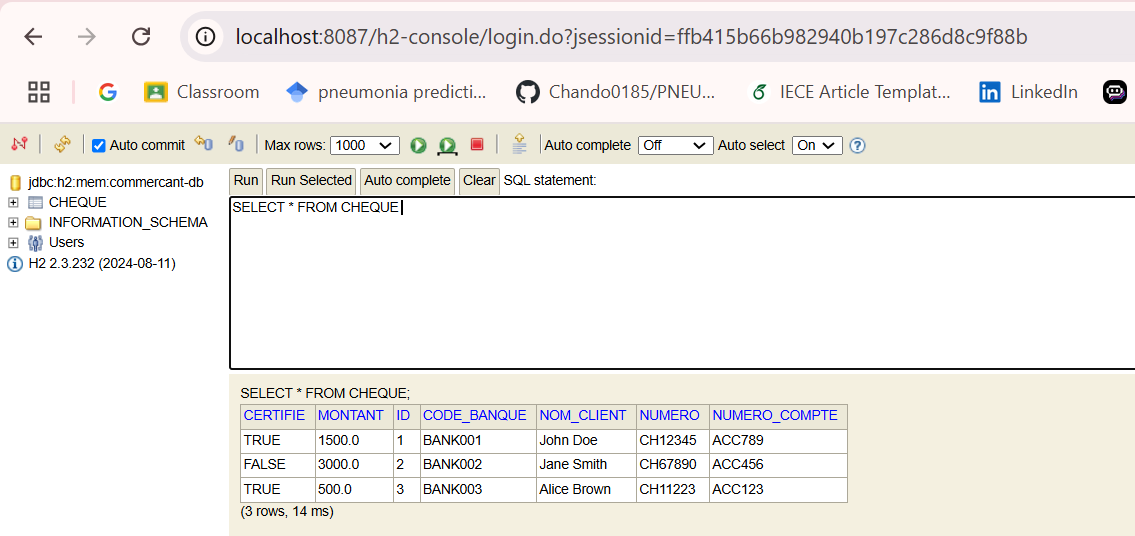 localhost:8087/h2-console/login.do?jsessionid=ffb415b66b982940b197c286d8c9f88b
Classroom pneumonia predicti... Chando0185/PNEU... IECE Article Templat... LinkedIn
Auto commit Max rows: 1000 Auto complete Off Auto select On
jdbc:h2:mem:commercant-db
CHEQUE
INFORMATION_SCHEMA
Users
H2 2.3.232 (2024-08-11)
Run Run Selected Auto complete Clear SQL statement:
SELECT * FROM CHEQUE
SELECT * FROM CHEQUE;
CERTIFIE MONTANT ID CODE_BANQUE NOM_CLIENT NUMERO NUMERO_COMPTE
TRUE 1500.0 1 BANK001 John Doe CH12345 ACC789
FALSE 3000.0 2 BANK002 Jane Smith CH67890 ACC456
TRUE 500.0 3 BANK003 Alice Brown CH11223 ACC123
(3 rows, 14 ms)